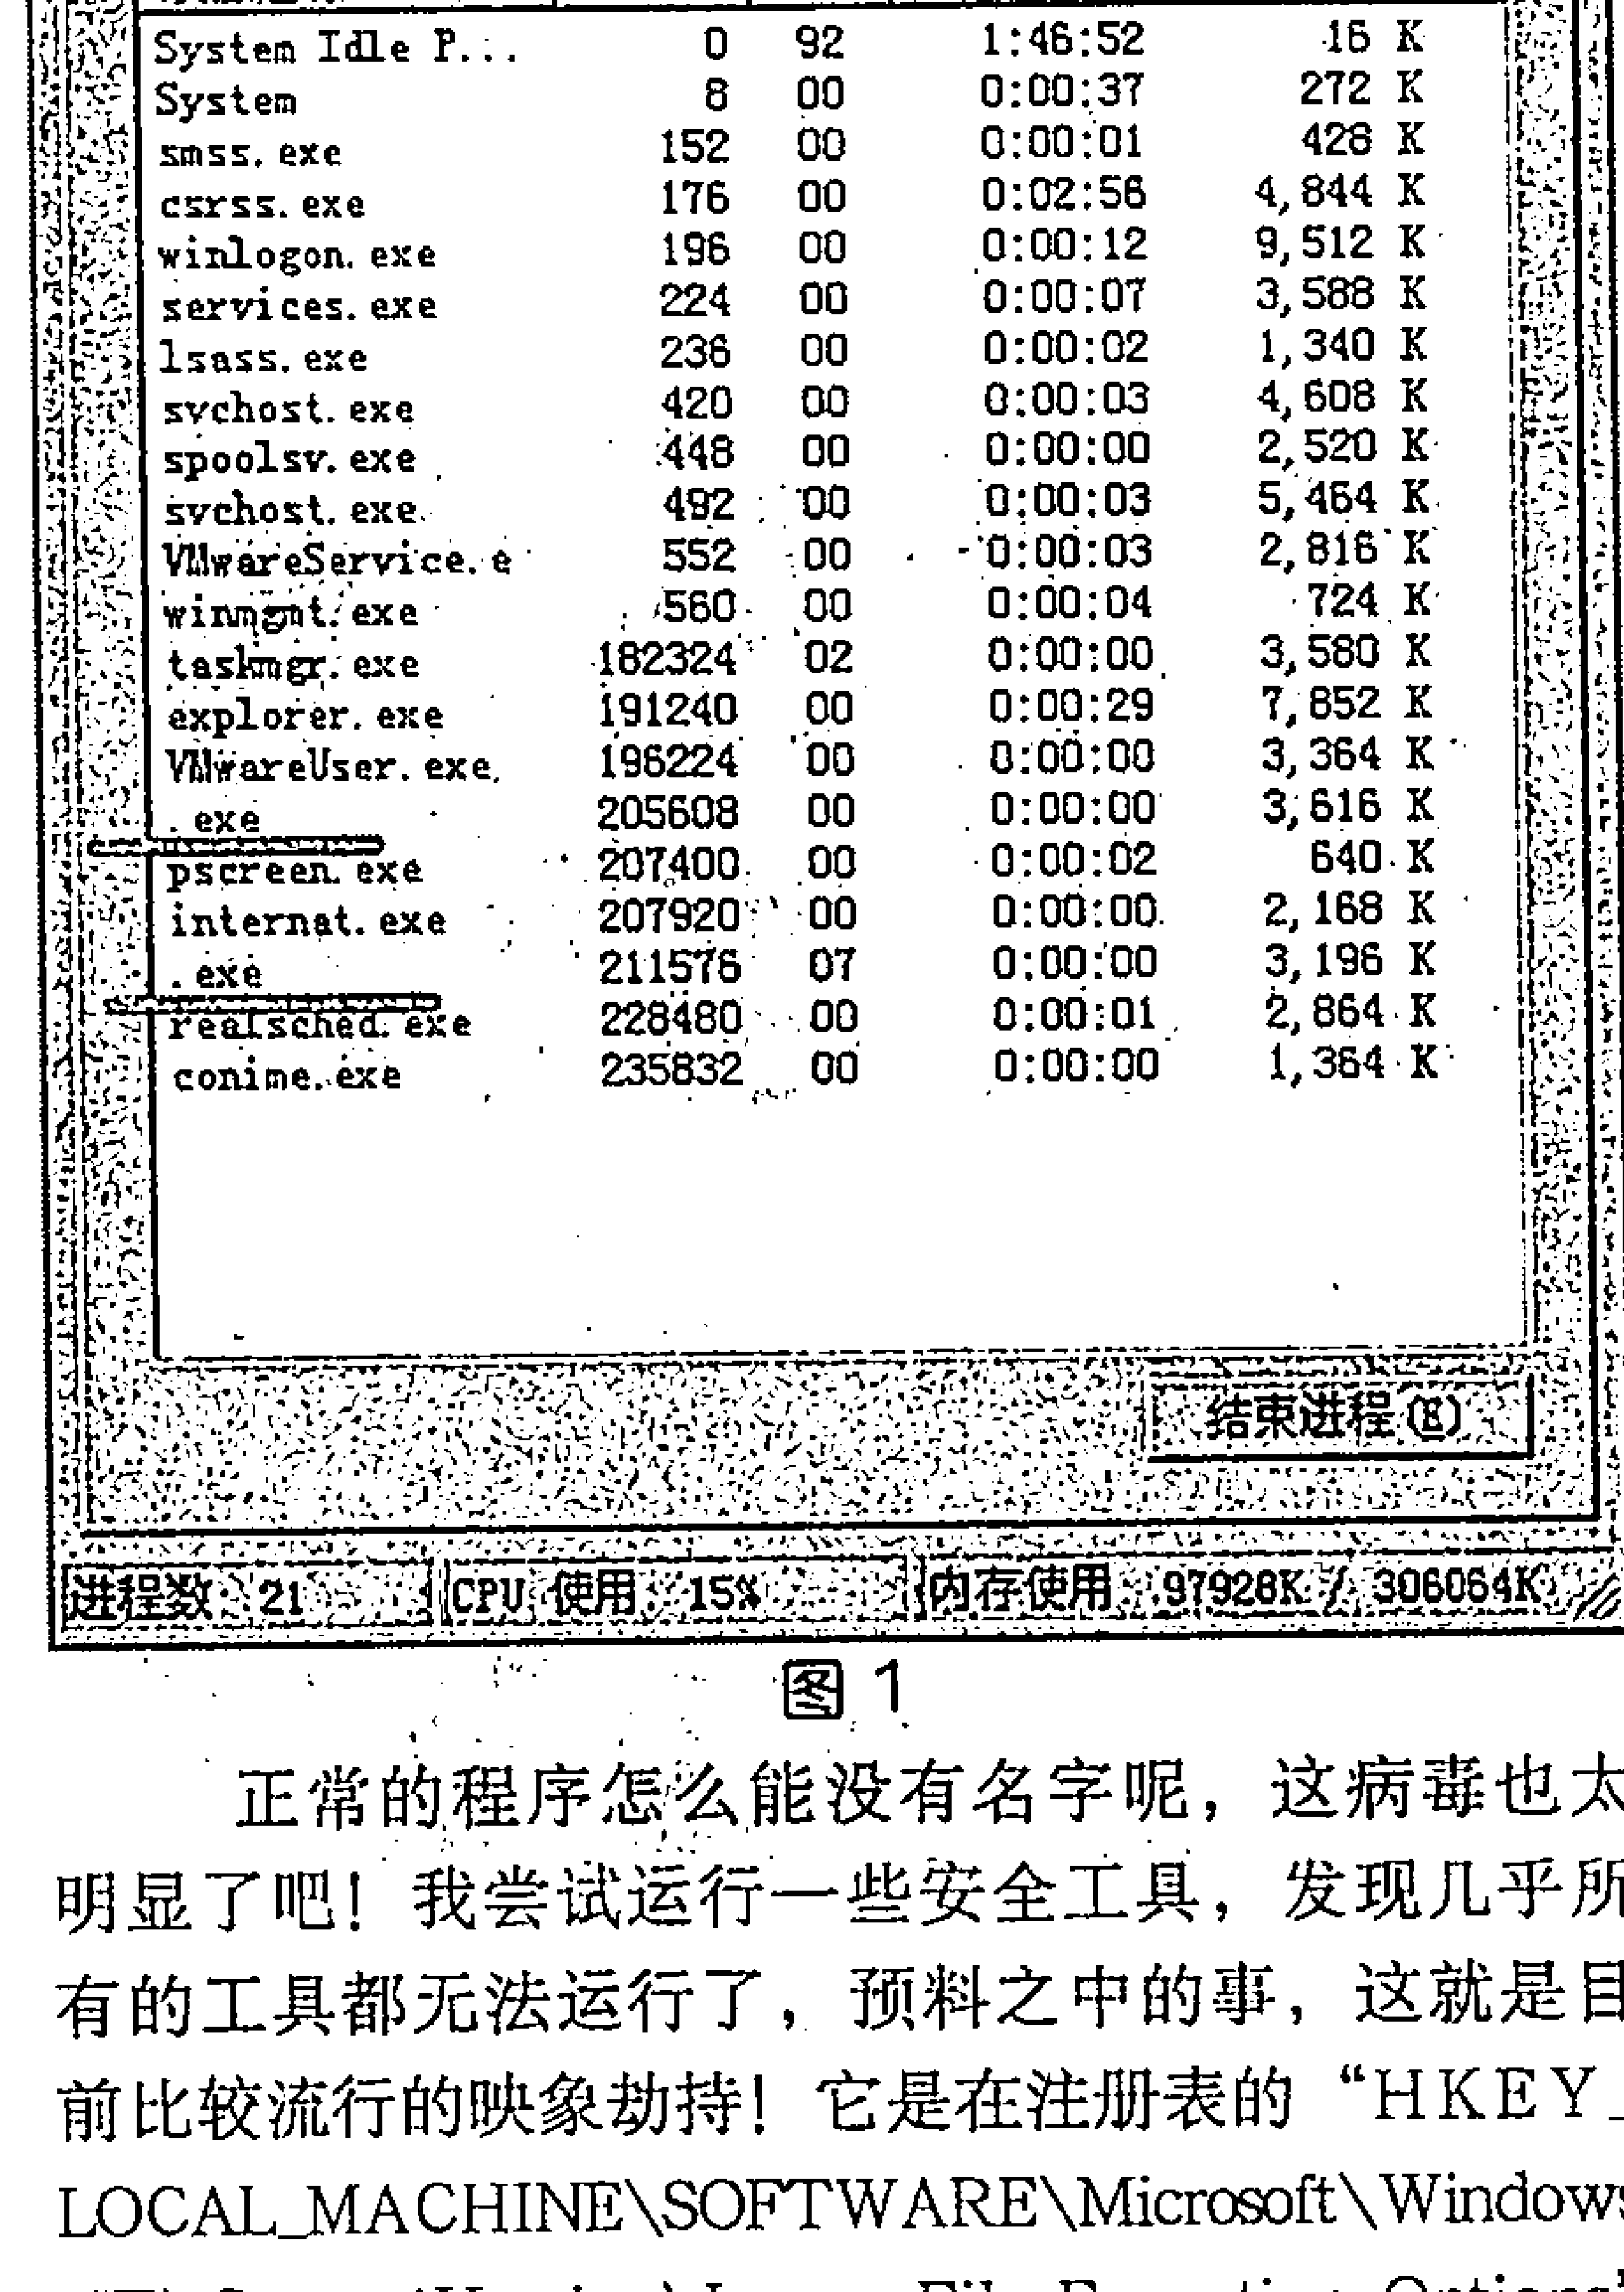 System Idle P... 0 92 1:46:52 16 K
System 8 00 0:00:37 272 K
smss.exe 152 00 0:00:01 428 K
csrss.exe 176 00 0:02:56 4,844 K
winlogon.exe 196 00 0:00:12 9,512 K
services.exe 224 00 0:00:07 3,588 K
lsass.exe 236 00 0:00:02 1,340 K
svchost.exe 420 00 0:00:03 4,608 K
spoolsv.exe 448 00 0:00:00 2,520 K
svchost.exe 492 00 0:00:03 5,464 K
VMwareService.e 552 00 0:00:03 2,816 K
winmgmt.exe 560 00 0:00:04 724 K
taskmgr.exe 182324 02 0:00:00 3,580 K
explorer.exe 191240 00 0:00:29 7,852 K
VMwareUser.exe 196224 00 0:00:00 3,364 K
.exe 205608 00 0:00:00 3,616 K
pscreen.exe 207400 00 0:00:02 640 K
internat.exe 207920 00 0:00:00 2,168 K
.exe 211576 07 0:00:00 3,196 K
realsched.exe 228480 00 0:00:01 2,864 K
conime.exe 235832 00 0:00:00 1,364 K
结束进程(E)
进程数: 21 CPU 使用: 15% 内存使用: 97928K / 306064K
图 1
正常的程序怎么能没有名字呢，这病毒也太
明显了吧！我尝试运行一些安全工具，发现几乎所
有的工具都无法运行了，预料之中的事，这就是目
前比较流行的映象劫持！它是在注册表的“HKEY_
LOCAL_MACHINE\SOFTWARE\Microsoft\Windows